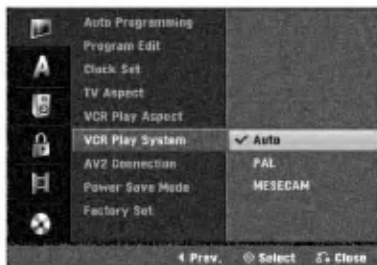 Auto Programming
Program Edit
A
Clock Set
TV Aspect
VCR Play Aspect
VCR Play System
✓ Auto
AV2 Connection
PAL
Power Save Mode
MESECAM
Factory Set
Prev.
Select
Close